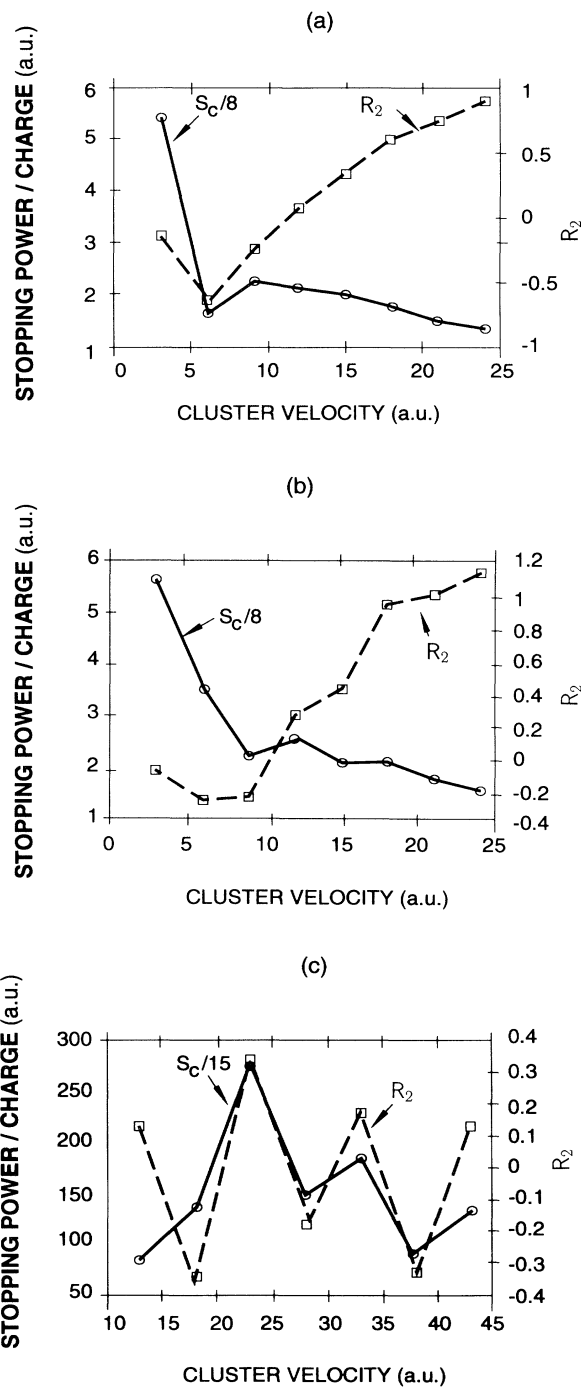 (a)
STOPPING POWER / CHARGE (a.u.)
6
5
4
3
2
1
S_C/8
R_2
1
0.5
0
-0.5
-1
R_2
0 5 10 15 20 25
CLUSTER VELOCITY (a.u.)
(b)
STOPPING POWER / CHARGE (a.u.)
6
5
4
3
2
1
S_C/8
R_2
1.2
1
0.8
0.6
0.4
0.2
0
-0.2
-0.4
R_2
0 5 10 15 20 25
CLUSTER VELOCITY (a.u.)
(c)
STOPPING POWER / CHARGE (a.u.)
300
250
200
150
100
50
S_C/15
R_2
0.4
0.3
0.2
0.1
0
-0.1
-0.2
-0.3
-0.4
R_2
10 15 20 25 30 35 40 45
CLUSTER VELOCITY (a.u.)